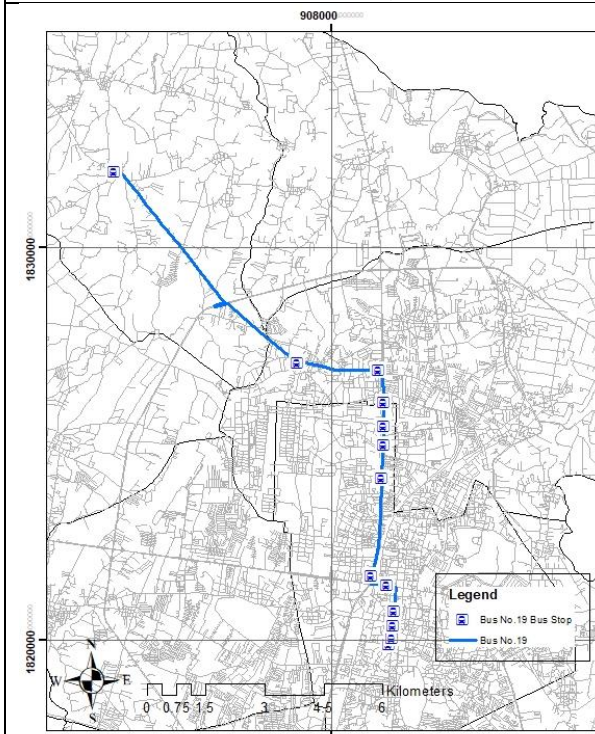 908000
1830000
1820000
N
W E
S
Legend
Bus No.19 Bus Stop
Bus No.19
Kilometers
0 0.75 1.5 3 4.5 6